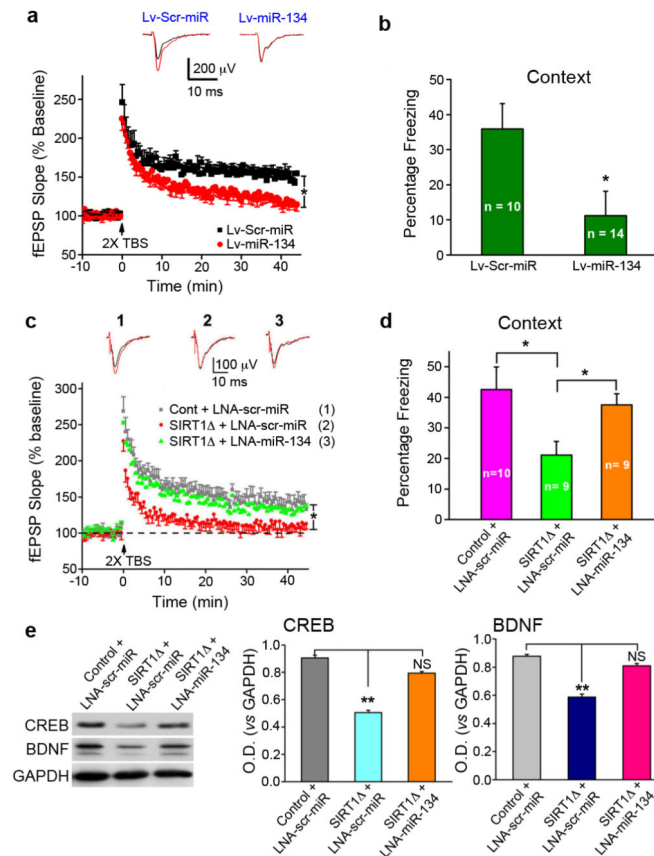 a
Lv-Scr-miR
Lv-miR-134
200 µV
10 ms
fEPSP Slope (% Baseline)
250
200
150
100
50
*
2X TBS
Lv-Scr-miR
Lv-miR-134
-10 0 10 20 30 40
Time (min)
b
Context
Percentage Freezing
50
40
30
20
10
0
n = 10
*
n = 14
Lv-Scr-miR
Lv-miR-134
c
1
2
3
100 µV
10 ms
fEPSP Slope (% baseline)
300
250
200
150
100
50
Cont + LNA-scr-miR (1)
SIRT1Δ + LNA-scr-miR (2)
SIRT1Δ + LNA-miR-134 (3)
*
2X TBS
-10 0 10 20 30 40
Time (min)
d
Context
Percentage Freezing
50
40
30
20
10
0
*
*
n=10
n= 9
n= 9
Control +
LNA-scr-miR
SIRT1Δ +
LNA-scr-miR
SIRT1Δ +
LNA-miR-134
e
Control +
LNA-scr-miR
SIRT1Δ +
LNA-scr-miR
SIRT1Δ +
LNA-miR-134
CREB
BDNF
GAPDH
CREB
O.D. (vs GAPDH)
1.0
0.8
0.6
0.4
0.2
0.0
**
NS
Control +
LNA-scr-miR
SIRT1Δ +
LNA-scr-miR
SIRT1Δ +
LNA-miR-134
BDNF
O.D. (vs GAPDH)
1.0
0.8
0.6
0.4
0.2
0.0
**
NS
Control +
LNA-scr-miR
SIRT1Δ +
LNA-scr-miR
SIRT1Δ +
LNA-miR-134